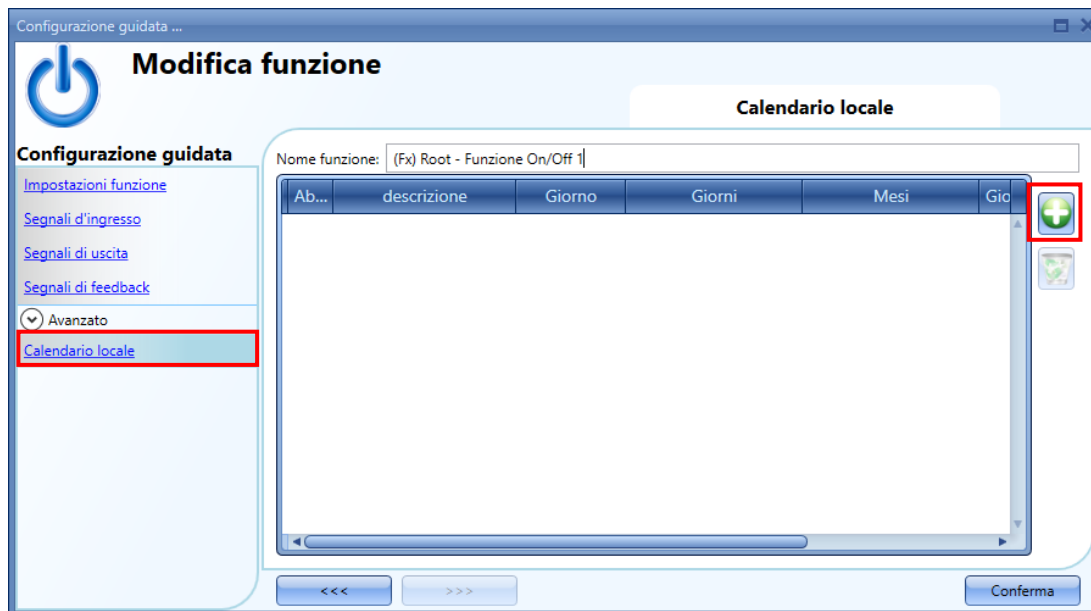 Configurazione guidata ...
Modifica funzione
Calendario locale
Configurazione guidata
Impostazioni funzione
Segnali d'ingresso
Segnali di uscita
Segnali di feedback
Avanzato
Calendario locale
Nome funzione: (Fx) Root - Funzione On/Off 1
Ab... descrizione Giorno Giorni Mesi Gio
<<< >>> Conferma